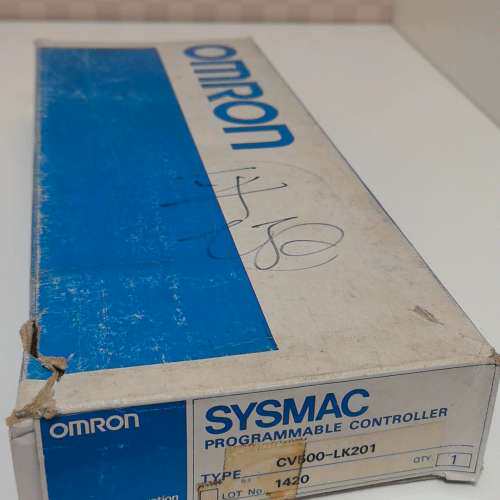 OMRON
OMRON
SYSMAC
PROGRAMMABLE CONTROLLER
TYPE CV500-LK201
LOT No. 1420 QTY 1